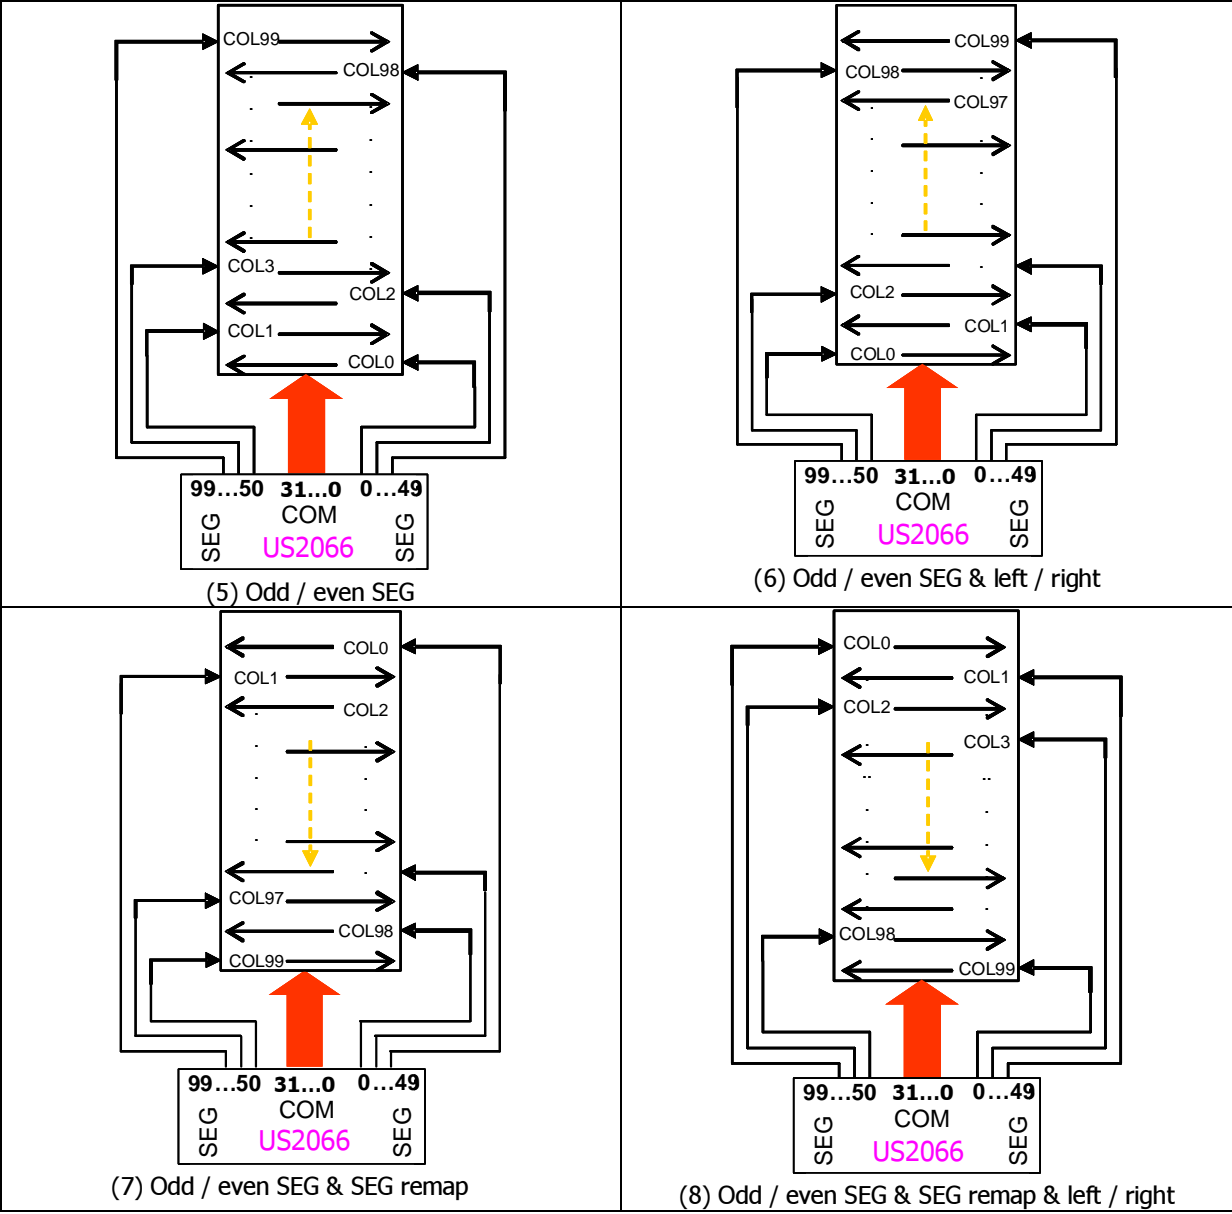 COL99
COL98
COL3
COL2
COL1
COL0
99...50 31...0 0...49
SEG COM SEG
US2066
(5) Odd / even SEG
COL99
COL98
COL97
COL2
COL1
COL0
99...50 31...0 0...49
SEG COM SEG
US2066
(6) Odd / even SEG & left / right
COL0
COL1
COL2
COL97
COL98
COL99
99...50 31...0 0...49
SEG COM SEG
US2066
(7) Odd / even SEG & SEG remap
COL0
COL1
COL2
COL3
COL98
COL99
99...50 31...0 0...49
SEG COM SEG
US2066
(8) Odd / even SEG & SEG remap & left / right